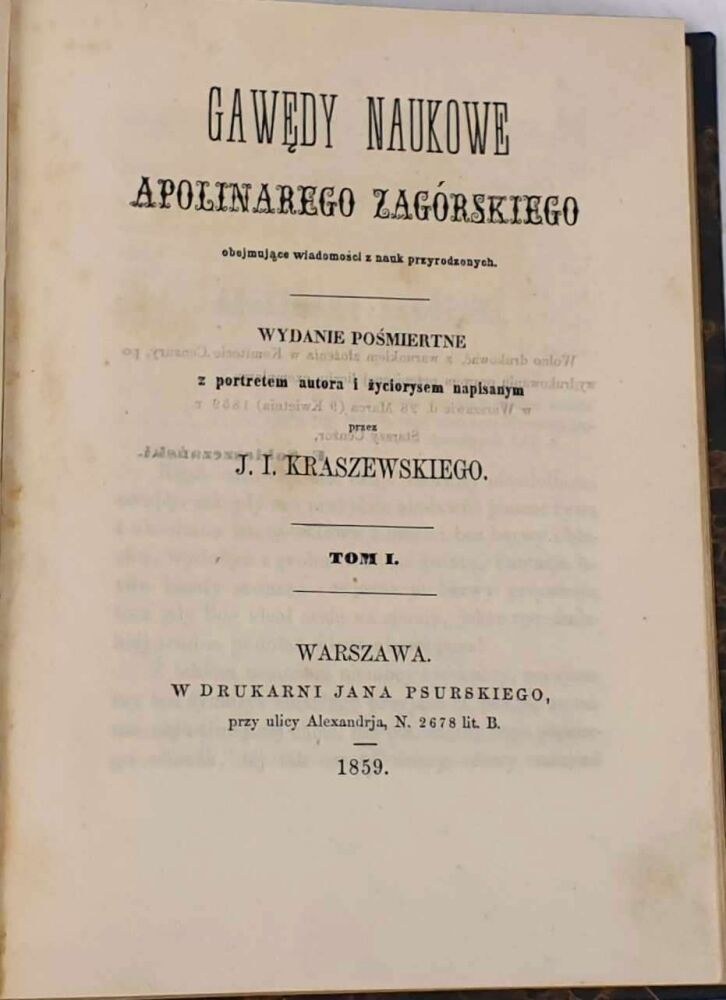 GAWĘDY NAUKOWE
APOLINAREGO ZAGÓRSKIEGO
obejmujące wiadomości z nauk przyrodzonych.
WYDANIE POŚMIERTNE
z portretem autora i życiorysem napisanym
przez
J. I. KRASZEWSKIEGO.
TOM I.
WARSZAWA.
W DRUKARNI JANA PSURSKIEGO,
przy ulicy Alexandrja, N. 2678 lit. B.
1859.